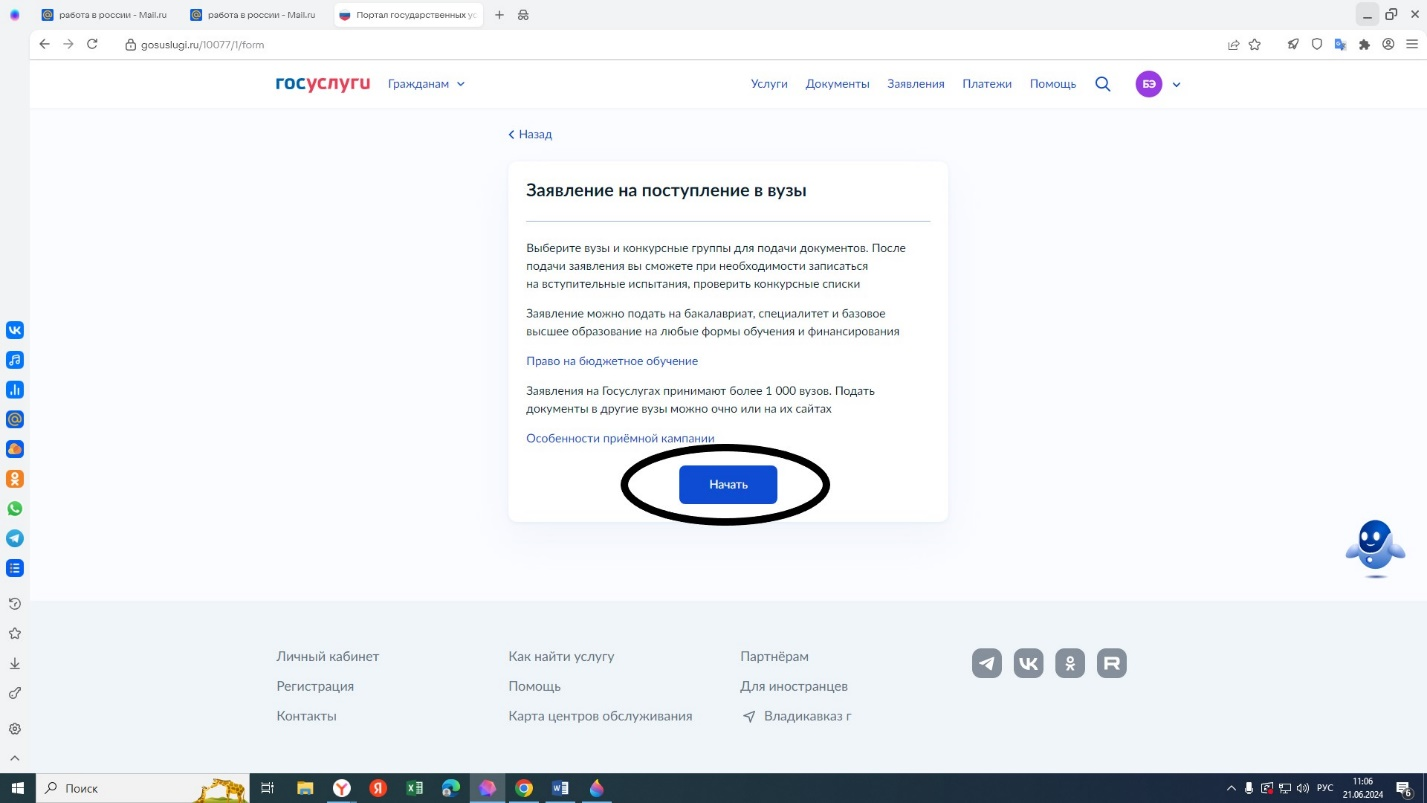 работа в россии - Mail.ru
работа в россии - Mail.ru
Портал государственных ус
gosuslugi.ru/10077/1/form
госуслуги
Гражданам
Услуги
Документы
Заявления
Платежи
Помощь
БЭ
Назад
Заявление на поступление в вузы
Выберите вузы и конкурсные группы для подачи документов. После
подачи заявления вы сможете при необходимости записаться
на вступительные испытания, проверить конкурсные списки
Заявление можно подать на бакалавриат, специалитет и базовое
высшее образование на любые формы обучения и финансирования
Право на бюджетное обучение
Заявления на Госуслугах принимают более 1 000 вузов. Подать
документы в другие вузы можно очно или на их сайтах
Особенности приёмной кампании
Начать
Личный кабинет
Регистрация
Контакты
Как найти услугу
Помощь
Карта центров обслуживания
Партнёрам
Для иностранцев
Владикавказ г
Поиск
РУС
11:06
21.06.2024
6